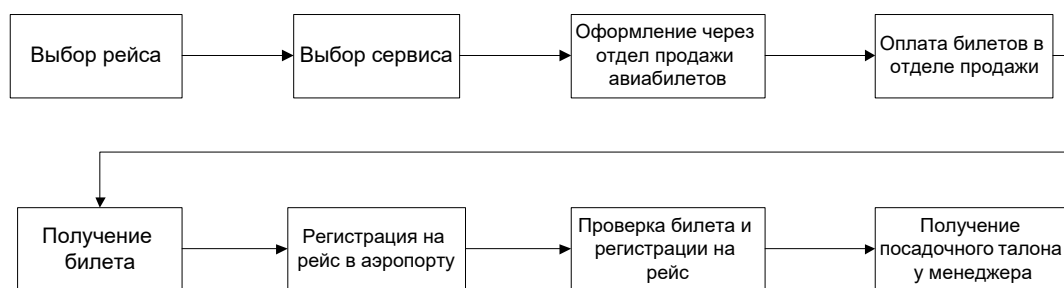 Выбор рейса
Выбор сервиса
Оформление через
отдел продажи
авиабилетов
Оплата билетов в
отделе продажи
Получение
билета
Регистрация на
рейс в аэропорту
Проверка билета и
регистрации на
рейс
Получение
посадочного талона
у менеджера